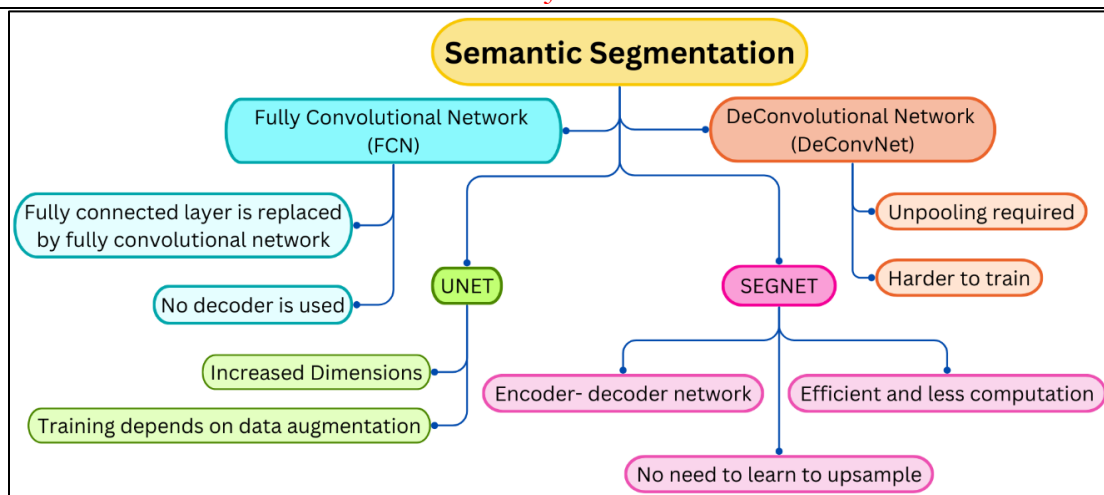 Semantic Segmentation
Fully Convolutional Network
(FCN)
DeConvolutional Network
(DeConvNet)
Fully connected layer is replaced
by fully convolutional network
Unpooling required
No decoder is used
UNET
SEGNET
Harder to train
Increased Dimensions
Encoder- decoder network
Efficient and less computation
Training depends on data augmentation
No need to learn to upsample